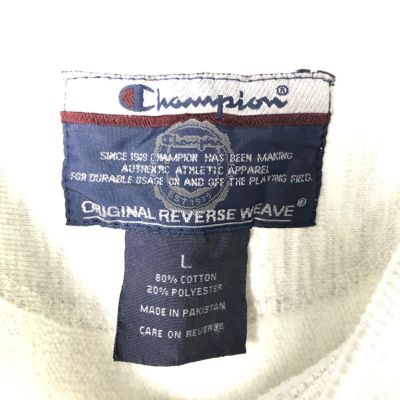 Champion®
SINCE 1919 CHAMPION HAS BEEN MAKING
AUTHENTIC ATHLETIC APPAREL
FOR DURABLE USAGE ON AND OFF THE PLAYING FIELD.
ORIGINAL REVERSE WEAVE®
L
80% COTTON
20% POLYESTER
MADE IN PAKISTAN
CARE ON REVERSE